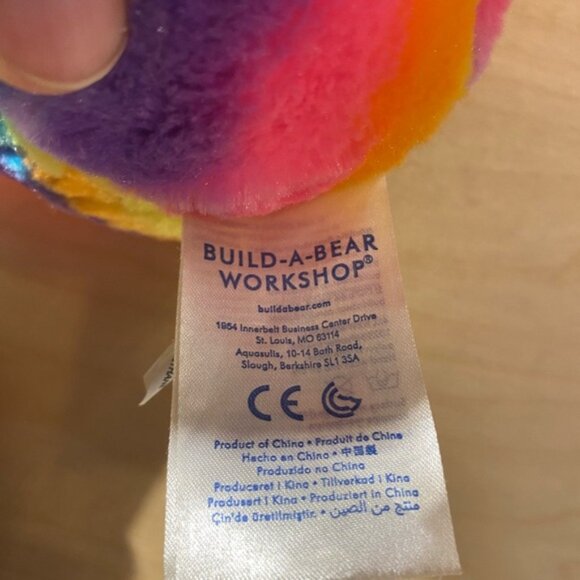 BUILD-A-BEAR
WORKSHOP®
buildabear.com
1954 Innerbelt Business Center Drive
St. Louis, MO 63114
Aquasulis, 10-14 Bath Road,
Slough, Berkshire SL1 3SA
CE
Product of China • Produit de Chine
Hecho en China • 中国製
Produzido na China
Produceret i Kina • Tillverkad i Kina
Produsert i Kina • Produziert in China
Çin'de üretilmiştir. • منتج من الصين